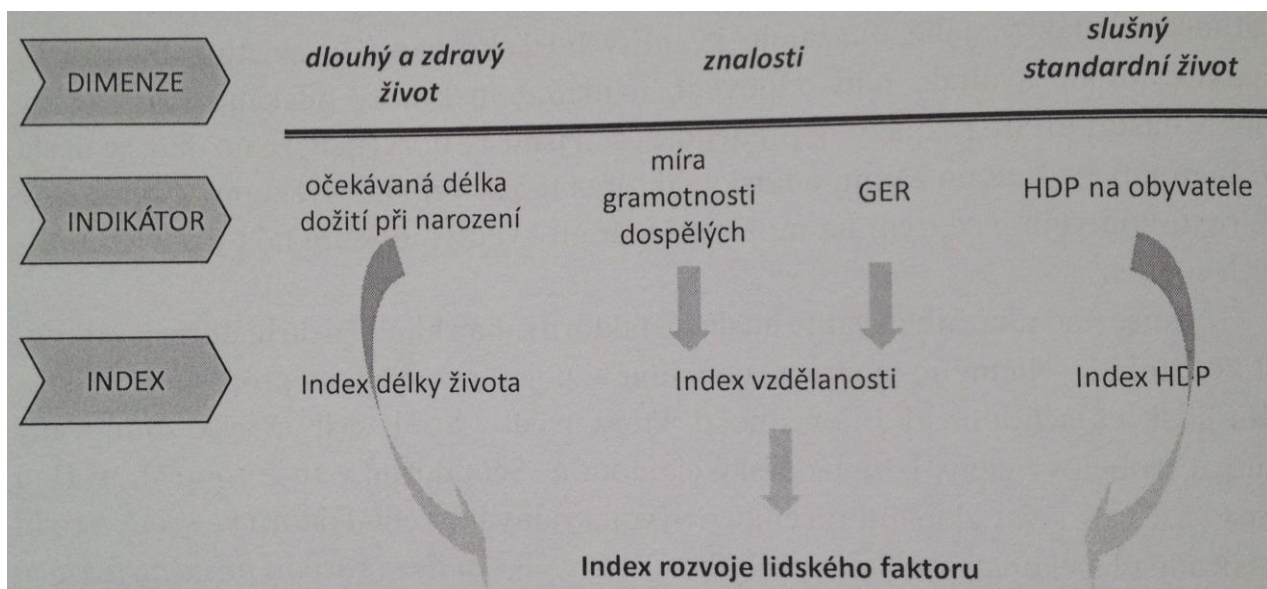 DIMENZE
dlouhý a zdravý
život
znalosti
slušný
standardní život
INDIKÁTOR
očekávaná délka
dožití při narození
míra
gramotnosti
dospělých
GER
HDP na obyvatele
INDEX
Index délky života
Index vzdělanosti
Index HDP
Index rozvoje lidského faktoru